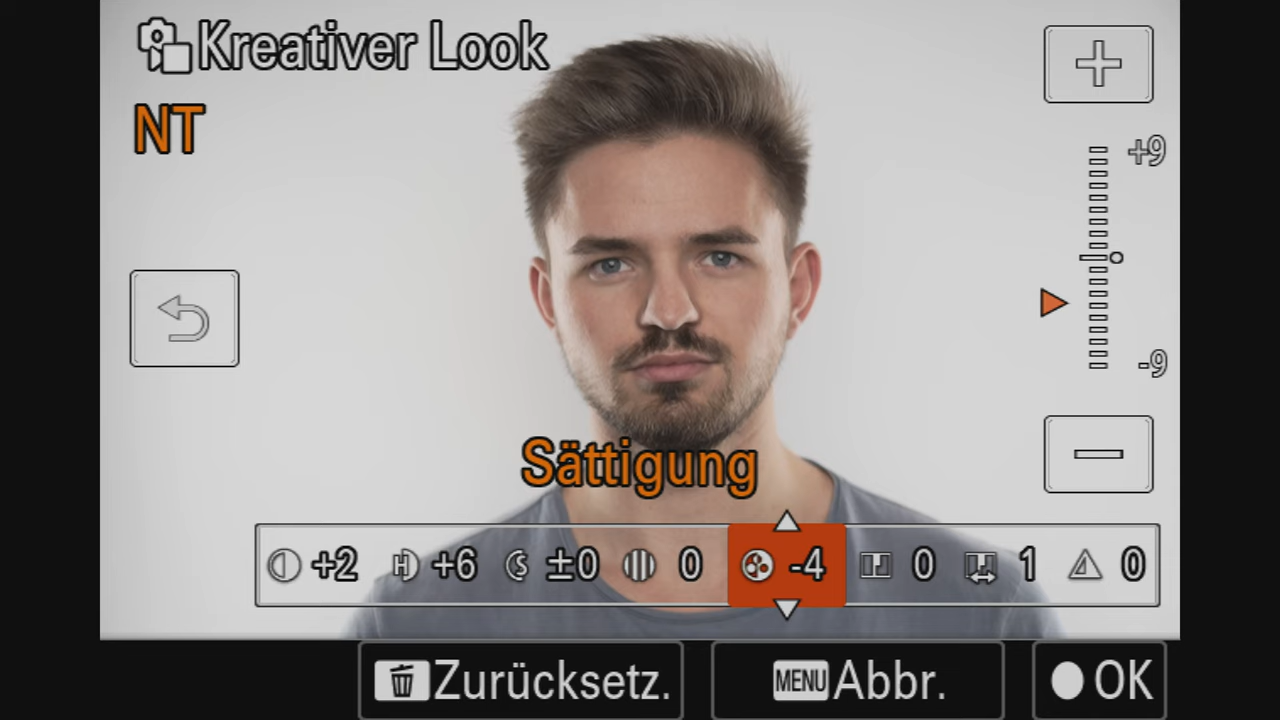 Kreativer Look
NT
+9
-9
Sättigung
+2 H +6 S ±0 0 -4 0 1 0
Zurücksetz. MENU Abbr. OK